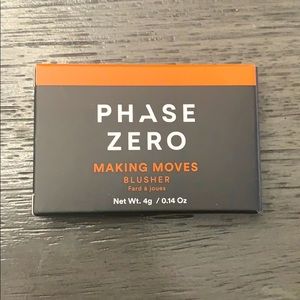 PHASE
ZERO
MAKING MOVES
BLUSHER
Fard à joues
Net Wt. 4g / 0.14 Oz